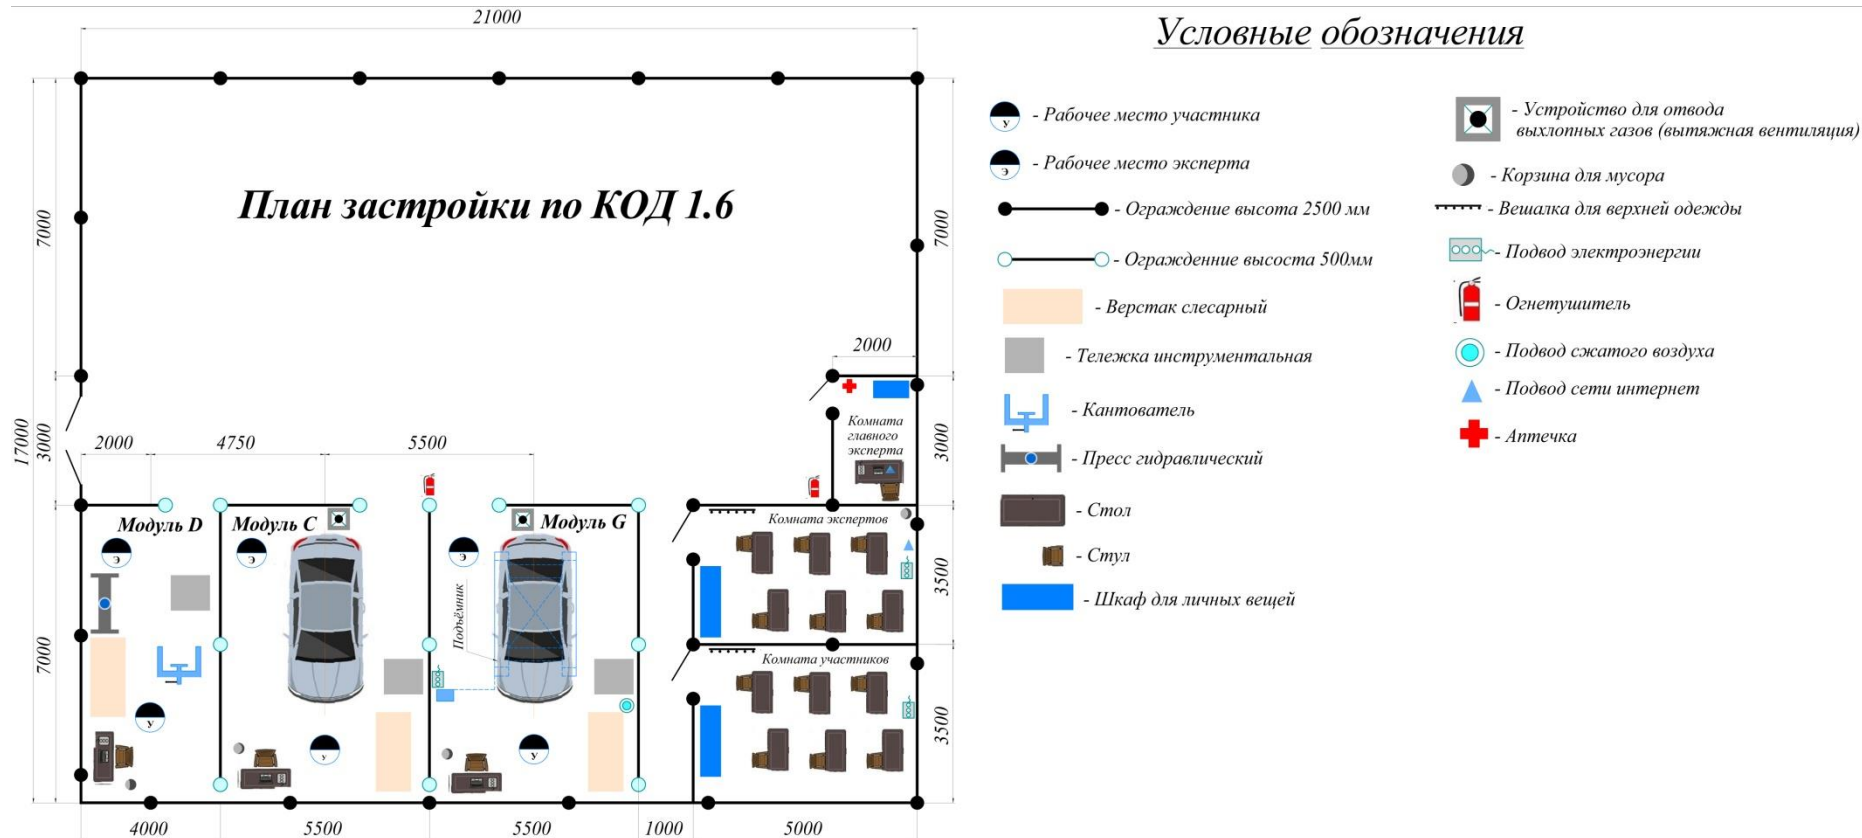 21000
Условные обозначения
План застройки по КОД 1.6
7000
7000
17000
3000
2000
2000
4750
5500
3000
Комната
главного
эксперта
Модуль D
Модуль C
Модуль G
Э
Э
Э
Комната экспертов
3500
Подъёмник
7000
Комната участников
3500
У
У
У
4000
5500
5500
1000
5000
У
- Рабочее место участника
Э
- Рабочее место эксперта
- Ограждение высота 2500 мм
- Огражденние высоста 500мм
- Верстак слесарный
- Тележка инструментальная
- Кантователь
- Пресс гидравлический
- Стол
- Стул
- Шкаф для личных вещей
- Устройство для отвода
выхлопных газов (вытяжная вентиляция)
- Корзина для мусора
- Вешалка для верхней одежды
- Подвод электроэнергии
- Огнетушитель
- Подвод сжатого воздуха
- Подвод сети интернет
- Аптечка